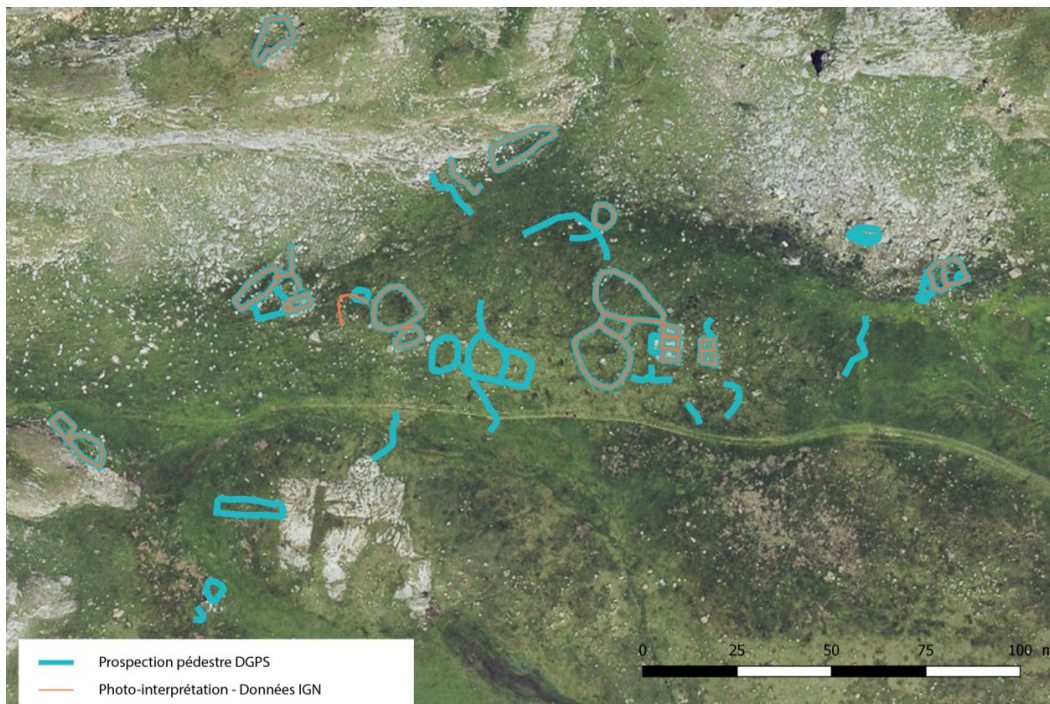 0 25 50 75 100 m
Prospection pédestre DGPS
Photo-interprétation - Données IGN